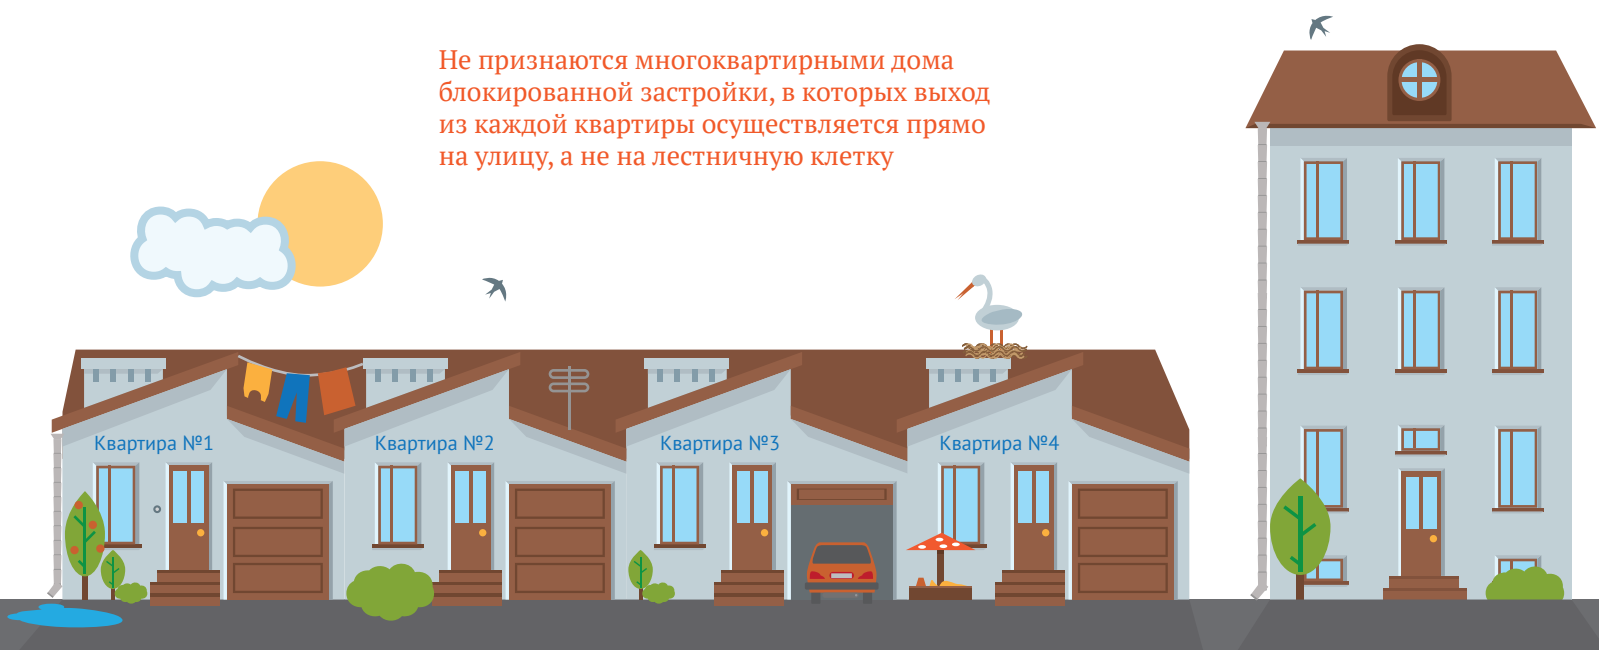 Не признаются многоквартирными дома
блокированной застройки, в которых выход
из каждой квартиры осуществляется прямо
на улицу, а не на лестничную клетку
Квартира №1
Квартира №2
Квартира №3
Квартира №4